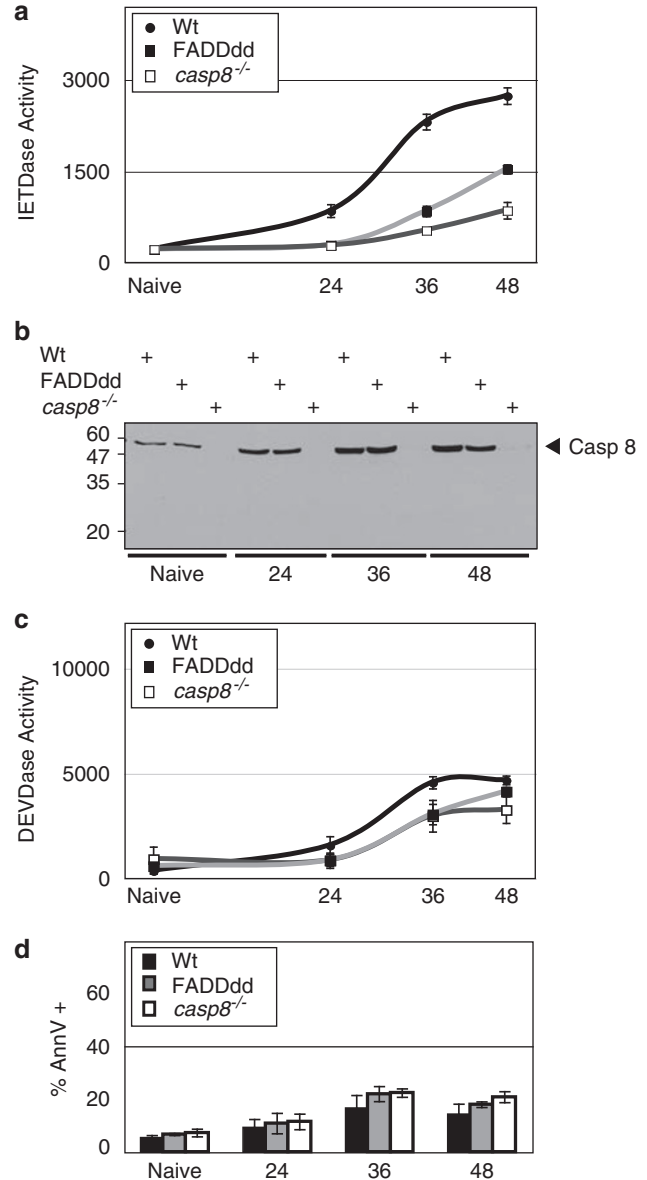 a
Wt
FADDdd
casp8-/-
3000
1500
0
IETDase Activity
Naive 24 36 48
b
Wt + + + +
FADDdd + + + +
casp8-/- + + + +
60
47
35
20
Casp 8
Naive 24 36 48
c
Wt
FADDdd
casp8-/-
10000
5000
0
DEVDase Activity
Naive 24 36 48
d
Wt
FADDdd
casp8-/-
60
40
20
0
% AnnV +
Naive 24 36 48